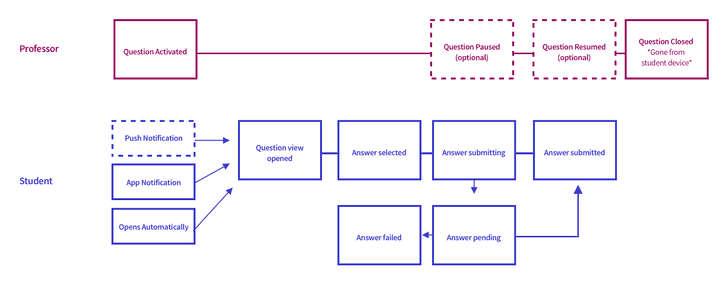 Professor
Question Activated
Question Paused
(optional)
Question Resumed
(optional)
Question Closed
*Gone from
student device*
Student
Push Notification
App Notification
Opens Automatically
Question view
opened
Answer selected
Answer submitting
Answer submitted
Answer failed
Answer pending